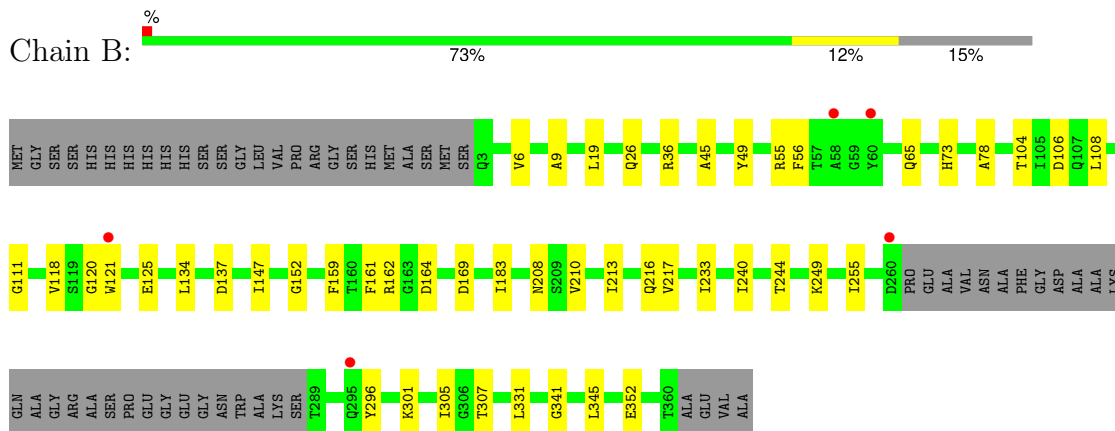 %
Chain B:
73% 12% 15%
MET GLY SER SER HIS HIS HIS HIS HIS HIS SER SER GLY LEU VAL PRO ARG GLY SER HIS MET ALA SER MET SER Q3 V6 A9 L19 Q26 R36 A45 Y49 R55 F56 T57 A58 G59 Y60 Q65 H73 A78 T104 I105 D106 Q107 L108
G111 V118 S119 G120 W121 E125 L134 D137 I147 G152 F159 T160 F161 R162 G163 D164 D169 I183 N208 S209 V210 I213 Q216 V217 I233 I240 T244 K249 I255 D260 PRO GLU ALA VAL ASN ALA PHE GLY ASP ALA ALA LYS
GLN ALA GLY ARG ALA SER PRO GLU GLY GLU GLY ASN TRP ALA LYS SER T289 Q295 Y296 K301 I305 G306 T307 L331 G341 L345 E352 T360 ALA GLU VAL ALA